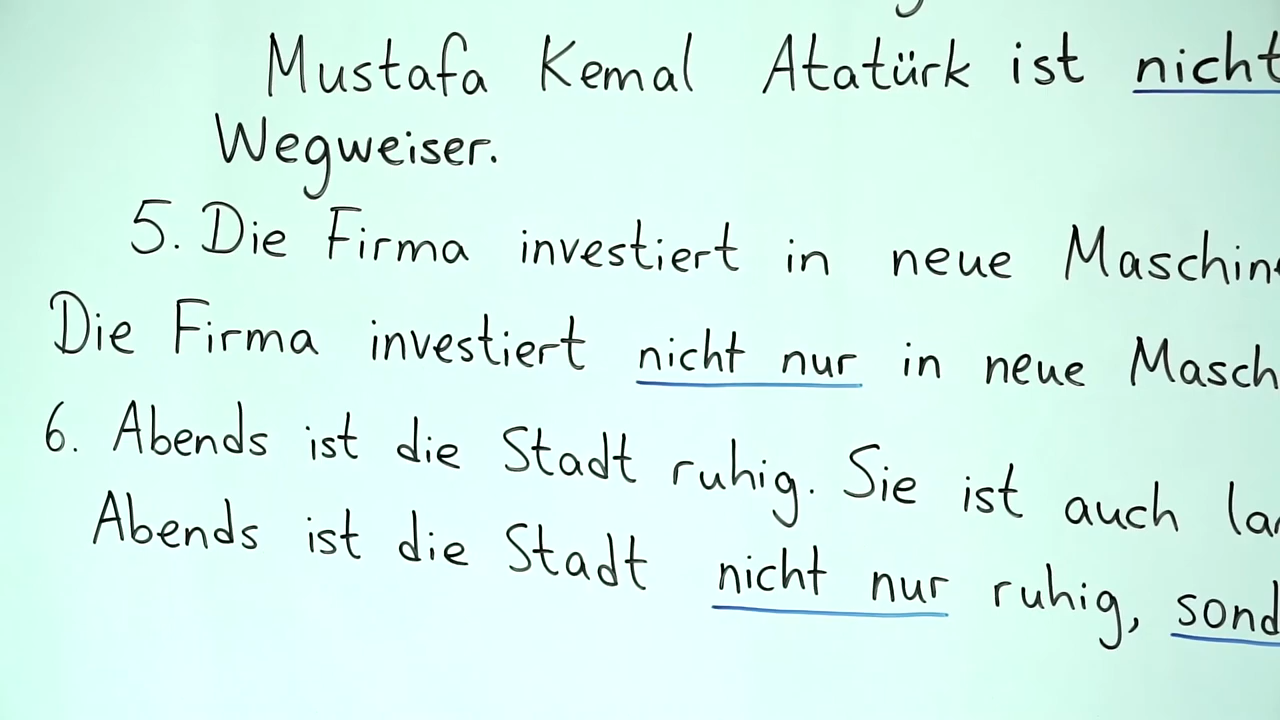 Mustafa Kemal Atatürk ist nicht
Wegweiser.
5. Die Firma investiert in neue
Die Firma investiert nicht nur in neue
6. Abends ist die Stadt ruhig. Sie ist auch
Abends ist die Stadt nicht nur ruhig,